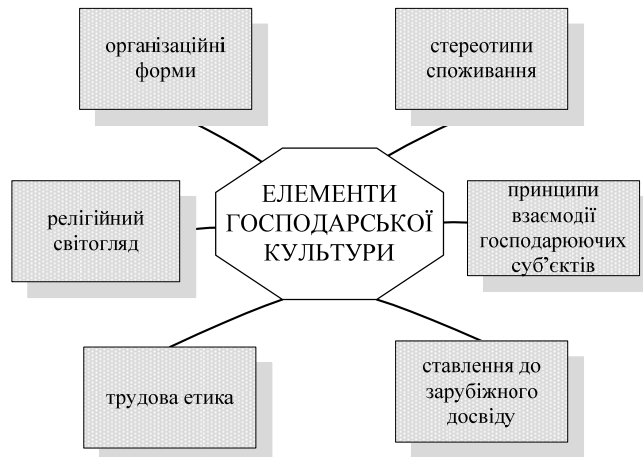 організаційні
форми
стереотипи
споживання
ЕЛЕМЕНТИ
ГОСПОДАРСЬКОЇ
КУЛЬТУРИ
релігійний
світогляд
принципи
взаємодії
господарюючих
суб’єктів
трудова етика
ставлення до
зарубіжного
досвіду